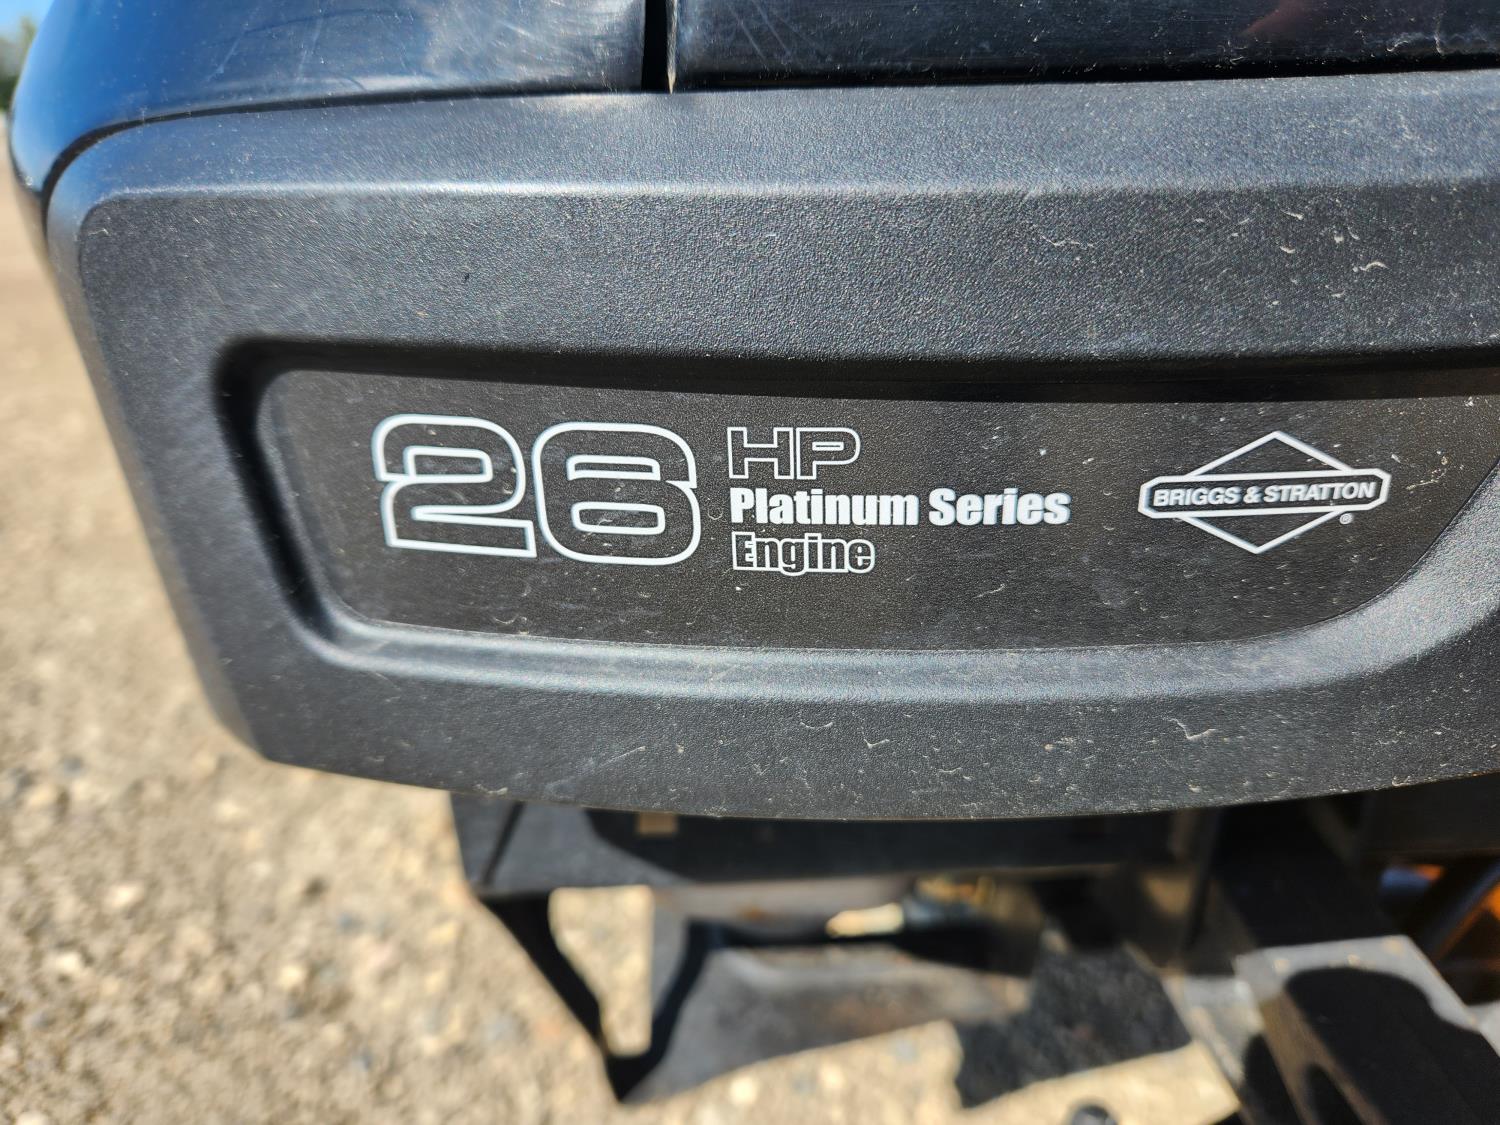 26 HP
Platinum Series
Engine
BRIGGS & STRATTON
®